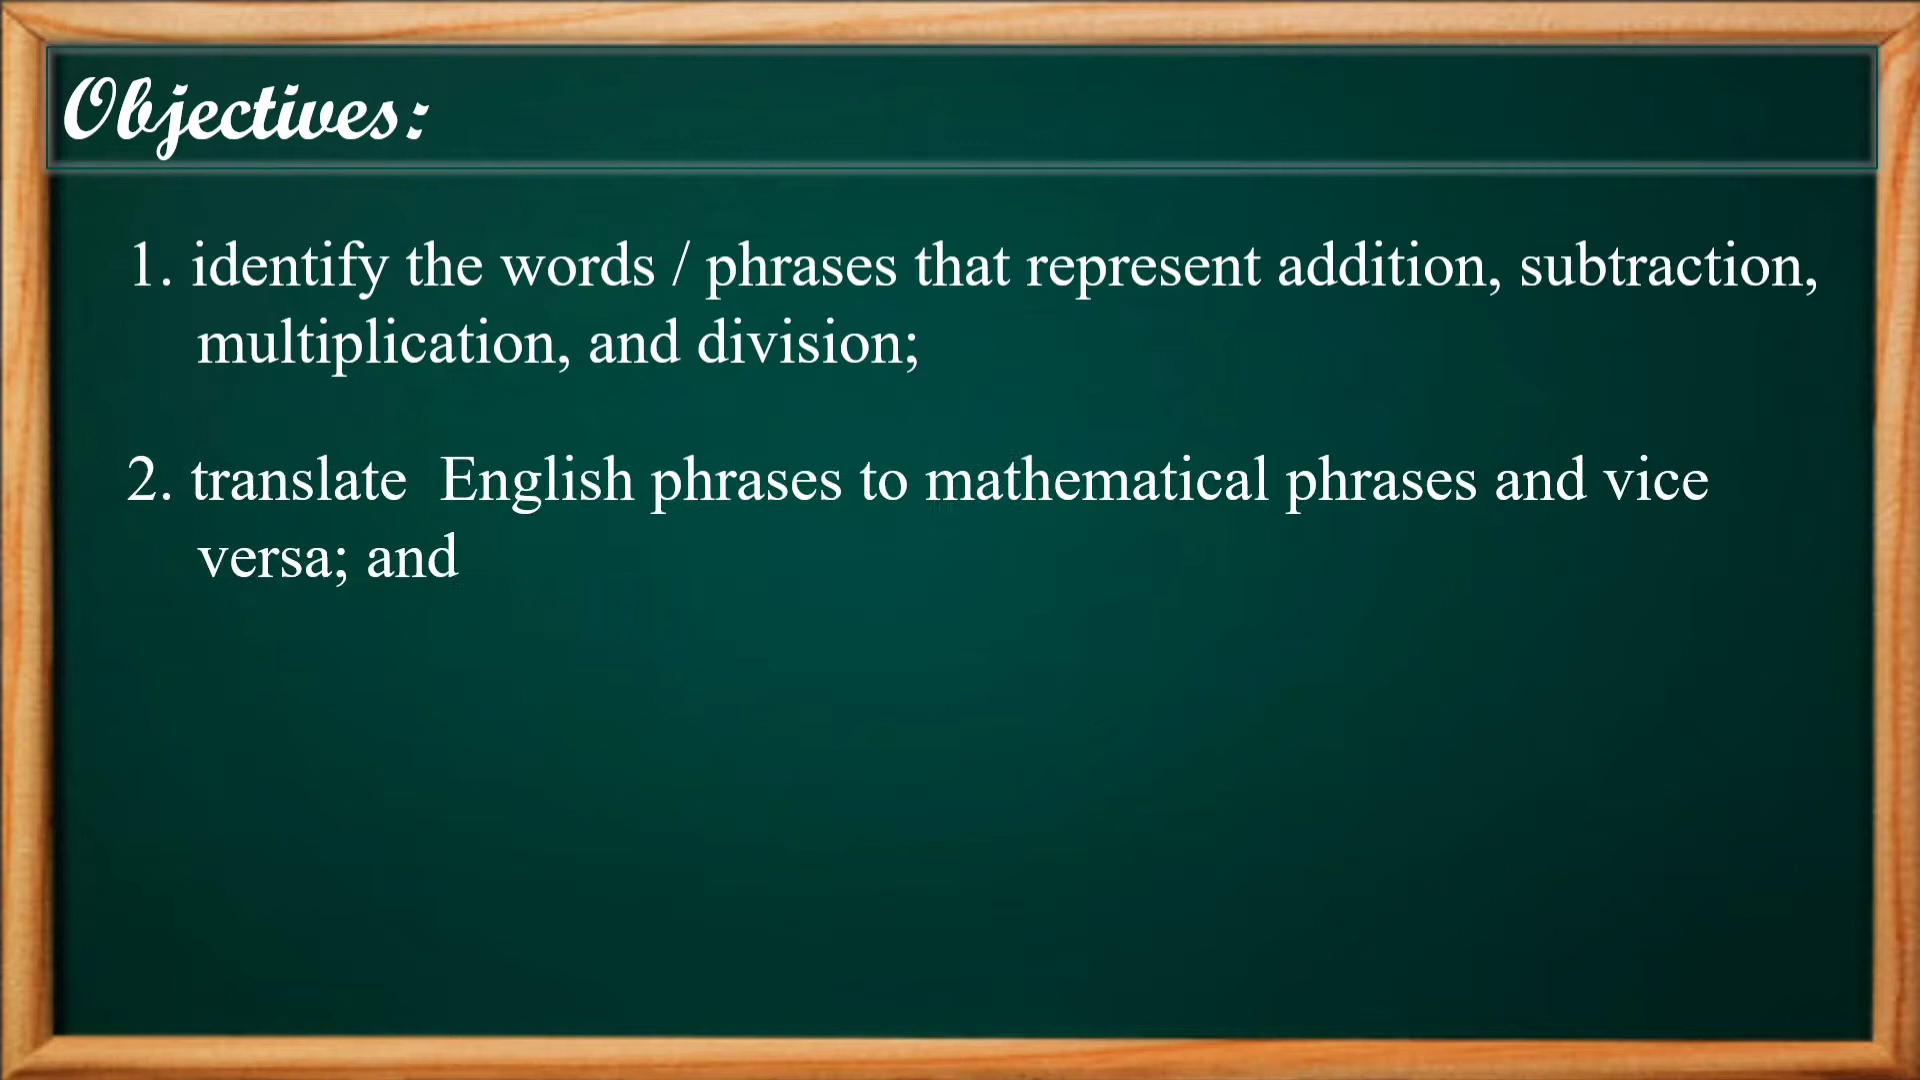 Objectives:
1. identify the words / phrases that represent addition, subtraction,
multiplication, and division;
2. translate  English phrases to mathematical phrases and vice
versa; and